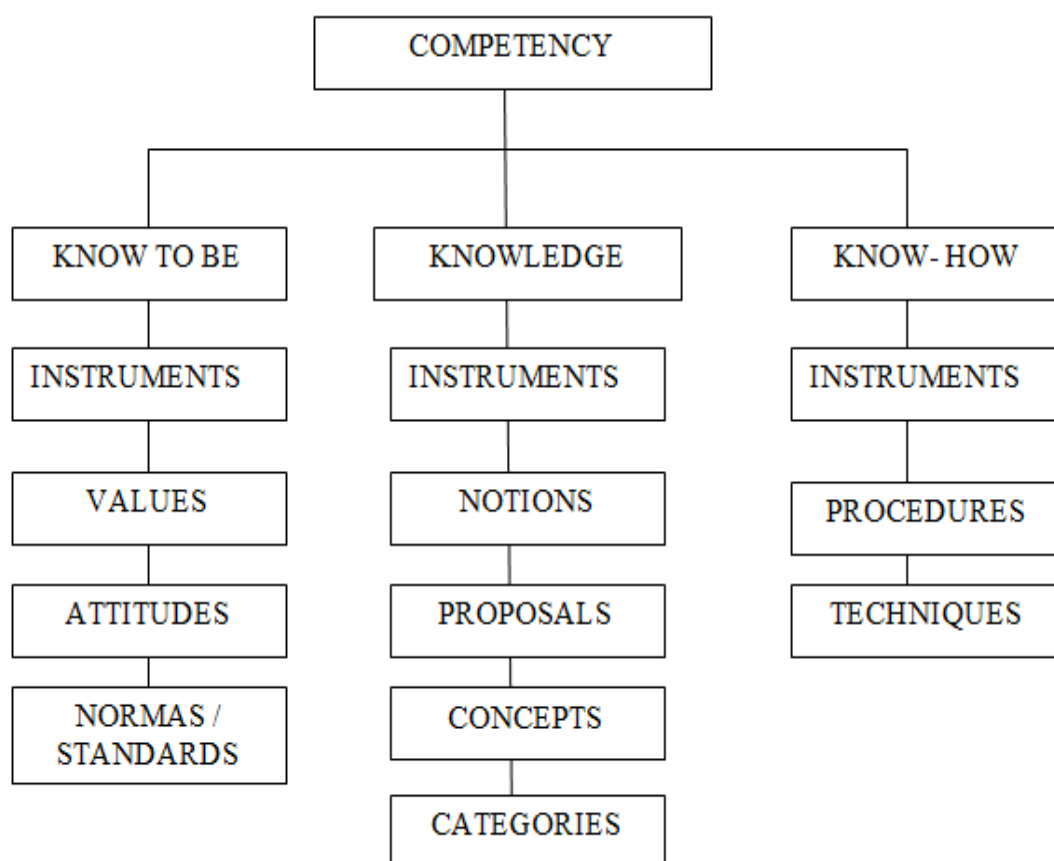 COMPETENCY
KNOW TO BE
KNOWLEDGE
KNOW- HOW
INSTRUMENTS
INSTRUMENTS
INSTRUMENTS
VALUES
NOTIONS
PROCEDURES
ATTITUDES
PROPOSALS
TECHNIQUES
NORMAS /
STANDARDS
CONCEPTS
CATEGORIES